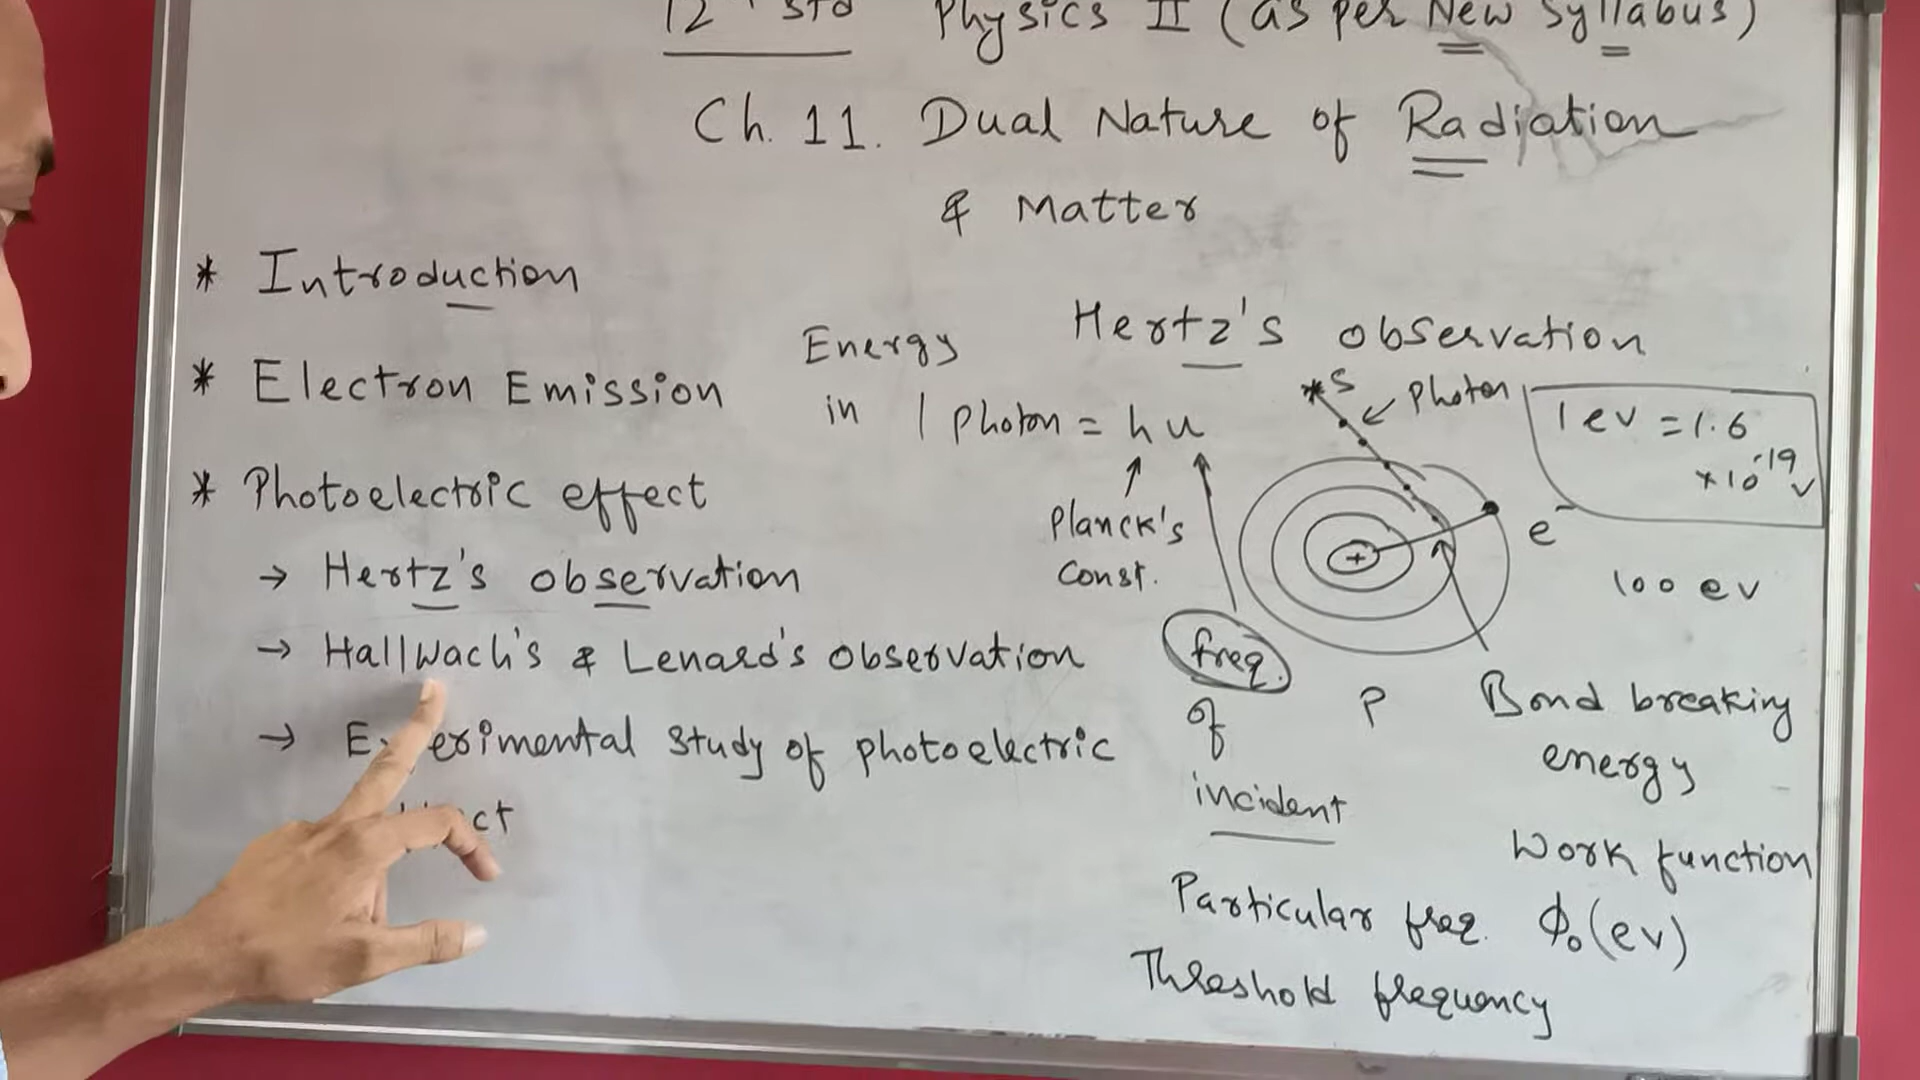 12th std Physics II (as per New Syllabus)
Ch. 11. Dual Nature of Radiation
& Matter
* Introduction
* Electron Emission
* Photoelectric effect
→ Hertz's observation
→ Hallwach's & Lenard's observation
→ Experimental study of photoelectric
Hertz's observation
Energy
in 1 Photon = hu
Planck's
Const.
freq.
of
incident
Particular freq.
Threshold frequency
*S
Photon
+
e-
1 ev = 1.6
×10-19 v
100 ev
P
Bond breaking
energy
Work function
ϕ₀(ev)